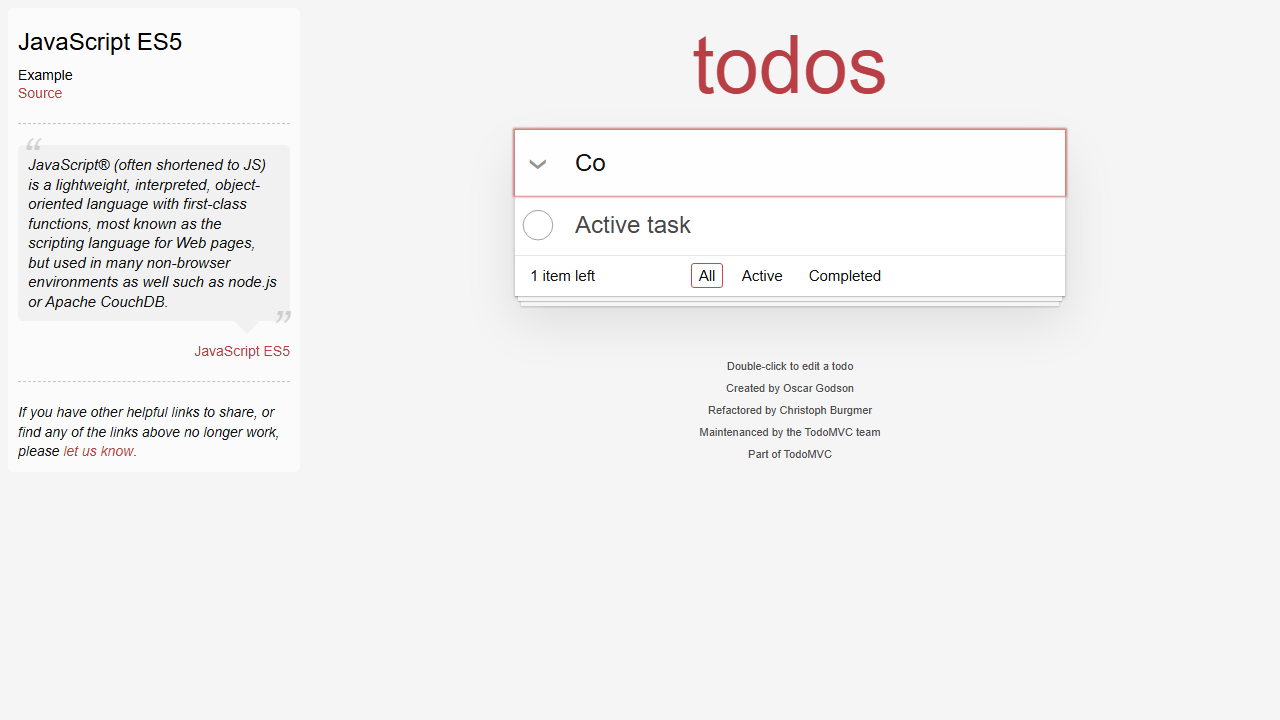 JavaScript ES5
Example
Source
“
JavaScript® (often shortened to JS)
is a lightweight, interpreted, object-
oriented language with first-class
functions, most known as the
scripting language for Web pages,
but used in many non-browser
environments as well such as node.js
or Apache CouchDB.
”
JavaScript ES5
If you have other helpful links to share, or
find any of the links above no longer work,
please let us know.
todos
Co
Active task
1 item left
All
Active
Completed
Double-click to edit a todo
Created by Oscar Godson
Refactored by Christoph Burgmer
Maintenanced by the TodoMVC team
Part of TodoMVC